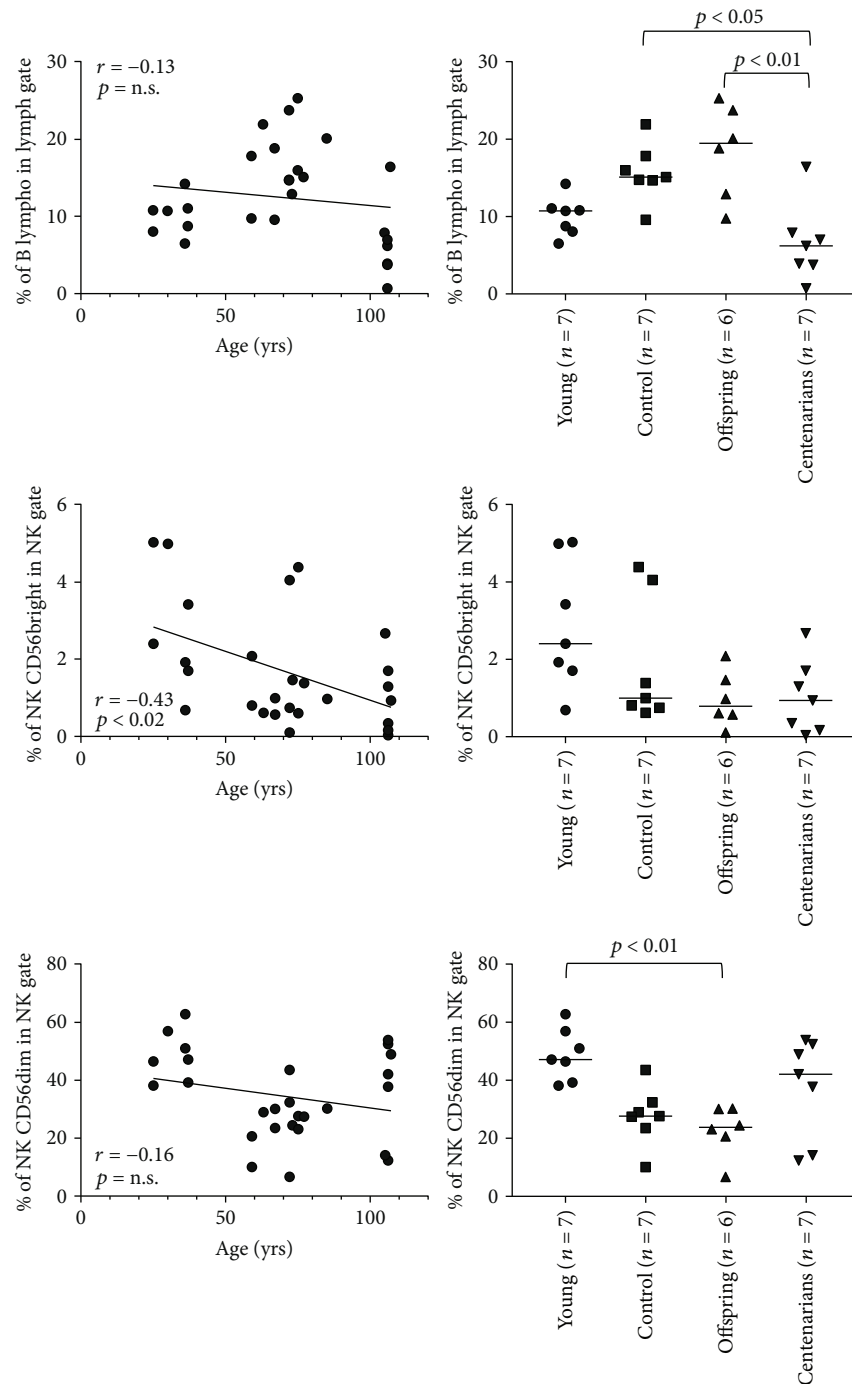 p < 0.05
p < 0.01
r = −0.13
p = n.s.
% of B lympho in lymph gate
30
20
10
0
0 50 100
Age (yrs)
% of B lympho in lymph gate
30
20
10
0
Young (n = 7)
Control (n = 7)
Offspring (n = 6)
Centenarians (n = 7)
% of NK CD56bright in NK gate
6
4
2
0
r = −0.43
p < 0.02
0 50 100
Age (yrs)
% of NK CD56bright in NK gate
6
4
2
0
Young (n = 7)
Control (n = 7)
Offspring (n = 6)
Centenarians (n = 7)
% of NK CD56dim in NK gate
80
60
40
20
0
r = −0.16
p = n.s.
0 50 100
Age (yrs)
% of NK CD56dim in NK gate
80
60
40
20
0
p < 0.01
Young (n = 7)
Control (n = 7)
Offspring (n = 6)
Centenarians (n = 7)